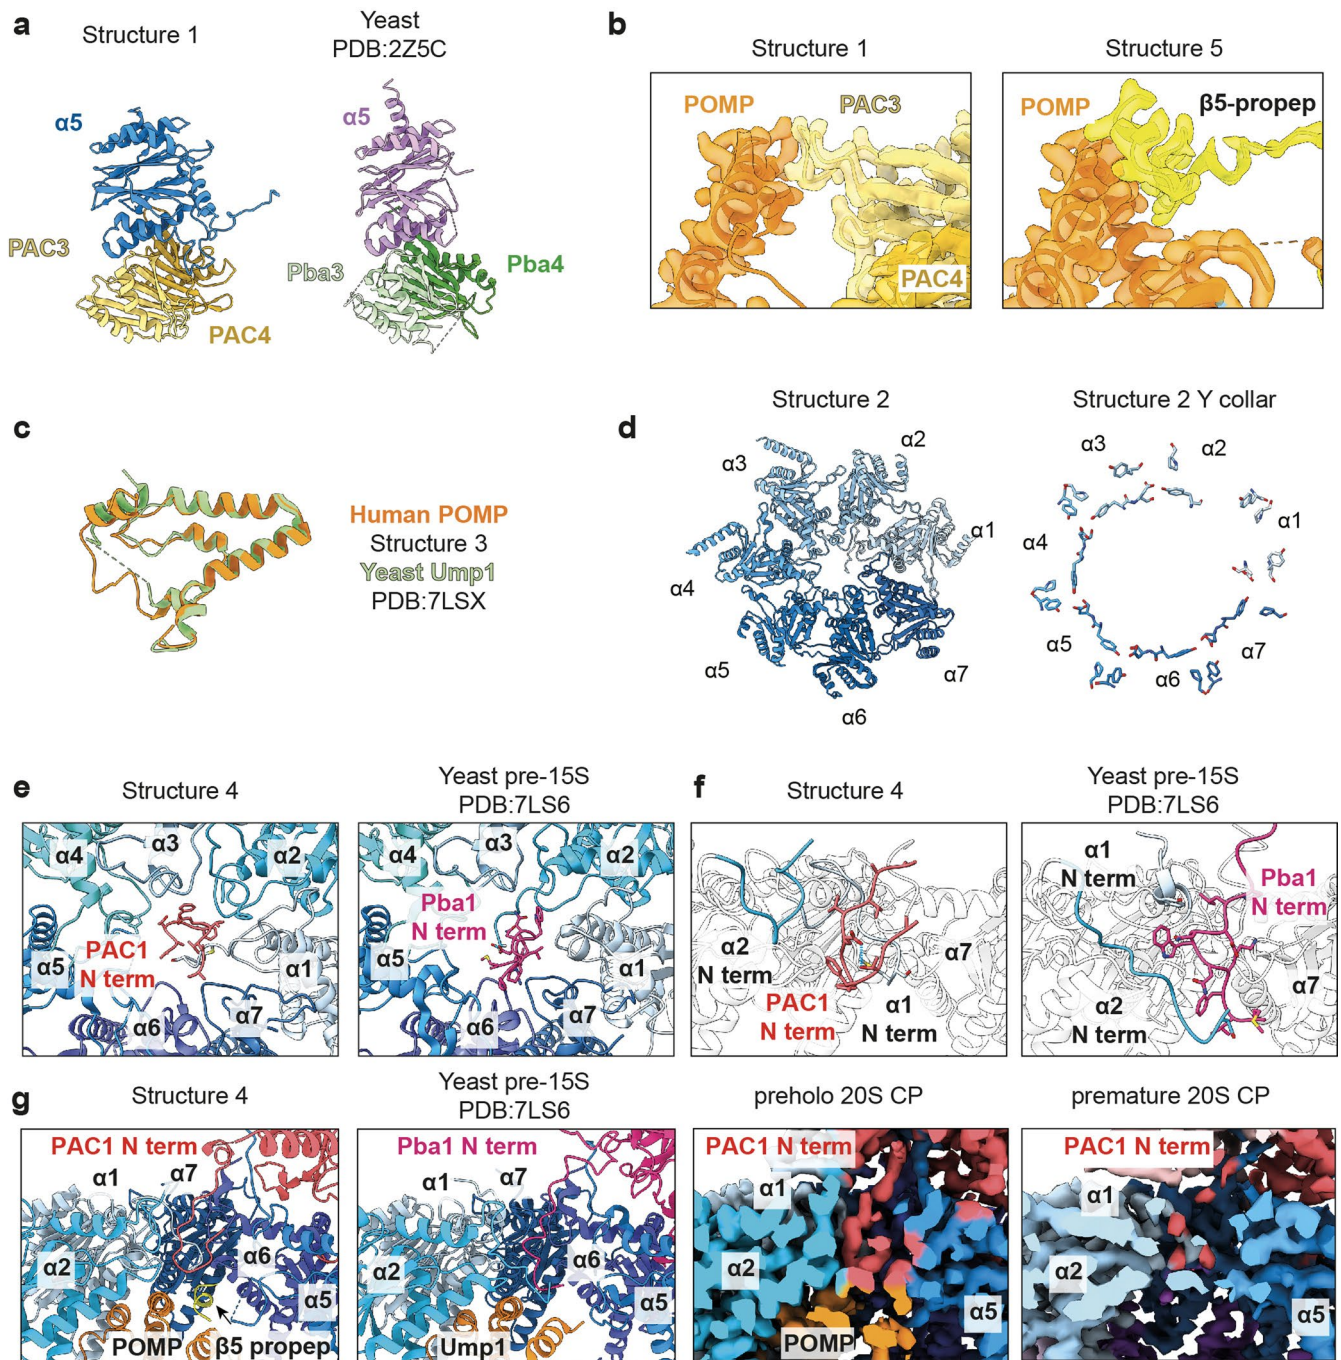 a
Structure 1
Yeast
PDB:2Z5C
α5
α5
PAC3
PAC4
Pba3
Pba4
b
Structure 1
Structure 5
POMP
PAC3
PAC4
POMP
β5-propep
c
Human POMP
Structure 3
Yeast Ump1
PDB:7LSX
d
Structure 2
Structure 2 Y collar
α3
α2
α1
α4
α5
α6
α7
α3
α2
α1
α4
α5
α6
α7
e
Structure 4
Yeast pre-15S
PDB:7LS6
α4
α3
α2
α5
PAC1
N term
α1
α6
α7
α4
α3
α2
Pba1
N term
α5
α1
α6
α7
f
Structure 4
Yeast pre-15S
PDB:7LS6
α2
N term
PAC1
N term
α1
N term
α7
α1
N term
Pba1
N term
α2
N term
α7
g
Structure 4
Yeast pre-15S
PDB:7LS6
preholo 20S CP
premature 20S CP
PAC1 N term
α1
α7
α2
α6
α5
POMP
β5 propep
Pba1 N term
α1
α7
α2
α6
α5
Ump1
PAC1 N term
α1
α2
α5
POMP
PAC1 N term
α1
α2
α5